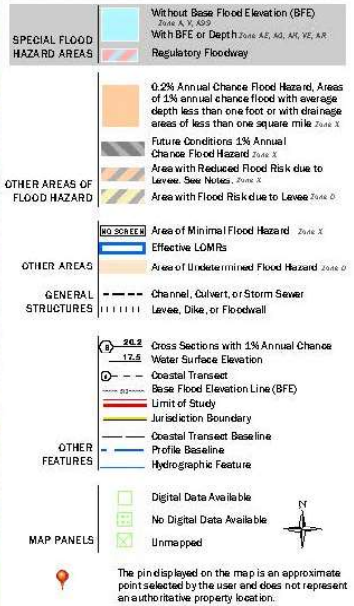 SPECIAL FLOOD
HAZARD AREAS
Without Base Flood Elevation (BFE)
Zone A, V, A99
With BFE or Depth Zone AE, AO, AH, VE, AR
Regulatory Floodway
OTHER AREAS OF
FLOOD HAZARD
0.2% Annual Chance Flood Hazard, Areas
of 1% annual chance flood with average
depth less than one foot or with drainage
areas of less than one square mile Zone X
Future Conditions 1% Annual
Chance Flood Hazard Zone X
Area with Reduced Flood Risk due to
Levee. See Notes. Zone X
Area with Flood Risk due to Levee Zone D
OTHER AREAS
NO SCREEN Area of Minimal Flood Hazard Zone X
Effective LOMRs
Area of Undetermined Flood Hazard Zone D
GENERAL
STRUCTURES
Channel, Culvert, or Storm Sewer
Levee, Dike, or Floodwall
OTHER
FEATURES
B 20.2 Cross Sections with 1% Annual Chance
17.5 Water Surface Elevation
Coastal Transect
Base Flood Elevation Line (BFE)
Limit of Study
Jurisdiction Boundary
Coastal Transect Baseline
Profile Baseline
Hydrographic Feature
MAP PANELS
Digital Data Available
No Digital Data Available
Unmapped
N
The pin displayed on the map is an approximate
point selected by the user and does not represent
an authoritative property location.